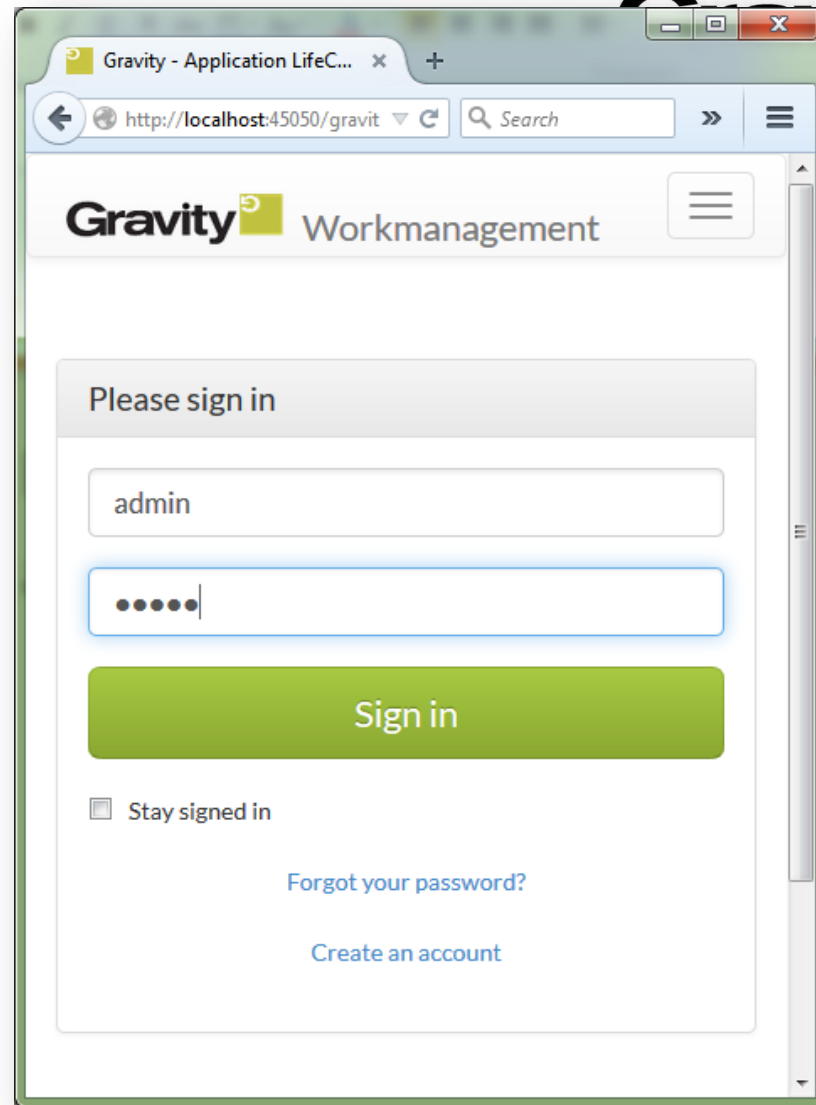 Gravity - Application LifeC...
http://localhost:45050/gravit
Search
Gravity Workmanagement
Please sign in
admin
•••••
Sign in
Stay signed in
Forgot your password?
Create an account